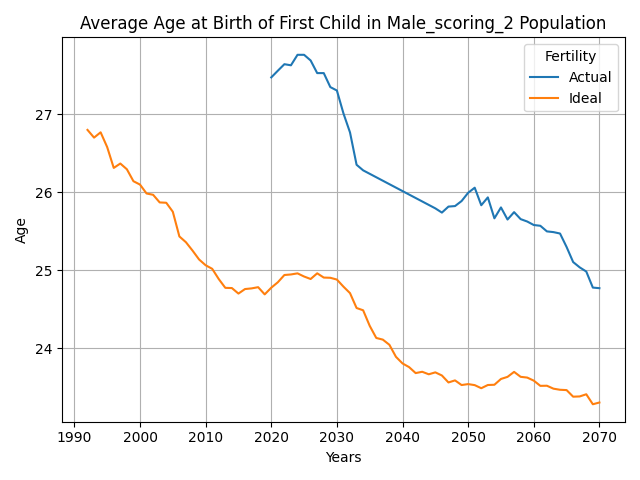 Average Age at Birth of First Child in Male_scoring_2 Population
Fertility
Actual
Ideal
Age
27
26
25
24
1990 2000 2010 2020 2030 2040 2050 2060 2070
Years